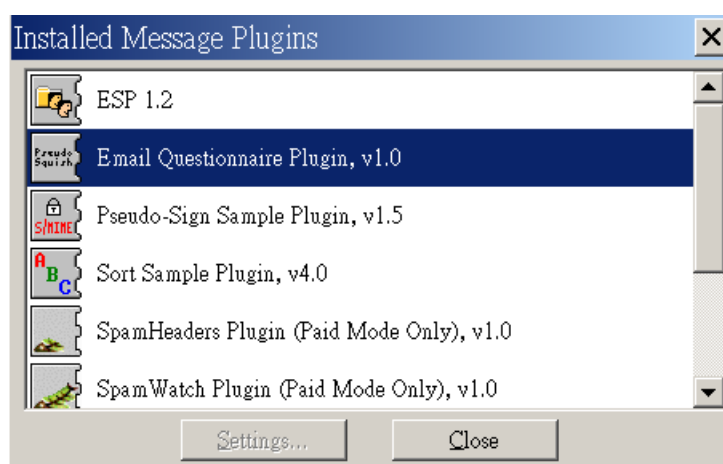 Installed Message Plugins
ESP 1.2
Pseudo-
Squish
Email Questionnaire Plugin, v1.0
S/MIME
Pseudo-Sign Sample Plugin, v1.5
A
B
C
Sort Sample Plugin, v4.0
SpamHeaders Plugin (Paid Mode Only), v1.0
SpamWatch Plugin (Paid Mode Only), v1.0
Settings...
Close